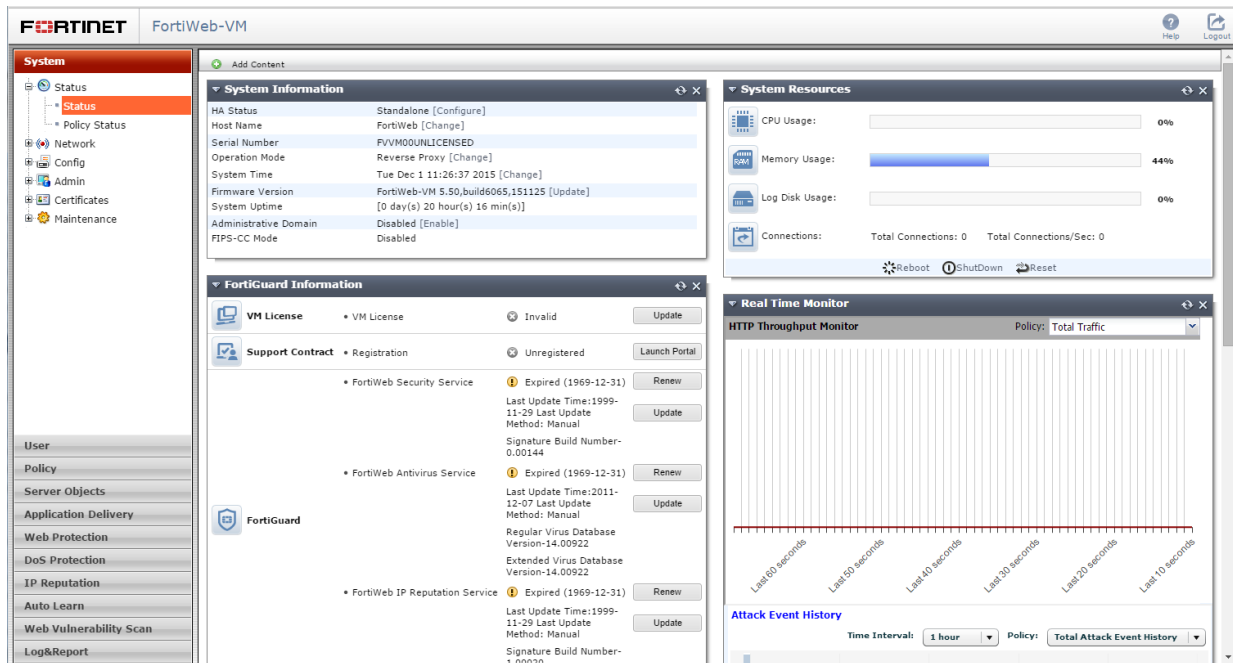 FORTINET FortiWeb-VM Help Logout
System
Status
Status
Policy Status
Network
Config
Admin
Certificates
Maintenance
User
Policy
Server Objects
Application Delivery
Web Protection
DoS Protection
IP Reputation
Auto Learn
Web Vulnerability Scan
Log&Report
Add Content
System Information
HA Status Standalone [Configure]
Host Name FortiWeb [Change]
Serial Number FVVM00UNLICENSED
Operation Mode Reverse Proxy [Change]
System Time Tue Dec 1 11:26:37 2015 [Change]
Firmware Version FortiWeb-VM 5.50,build6065,151125 [Update]
System Uptime [0 day(s) 20 hour(s) 16 min(s)]
Administrative Domain Disabled [Enable]
FIPS-CC Mode Disabled
FortiGuard Information
VM License • VM License Invalid Update
Support Contract • Registration Unregistered Launch Portal
FortiGuard
• FortiWeb Security Service Expired (1969-12-31) Renew
Last Update Time:1999-
11-29 Last Update
Method: Manual
Update
Signature Build Number-
0.00144
• FortiWeb Antivirus Service Expired (1969-12-31) Renew
Last Update Time:2011-
12-07 Last Update
Method: Manual
Update
Regular Virus Database
Version-14.00922
Extended Virus Database
Version-14.00922
• FortiWeb IP Reputation Service Expired (1969-12-31) Renew
Last Update Time:1999-
11-29 Last Update
Method: Manual
Update
Signature Build Number-
1.00020
System Resources
CPU Usage: 0%
RAM Memory Usage: 44%
Log Disk Usage: 0%
Connections: Total Connections: 0 Total Connections/Sec: 0
Reboot ShutDown Reset
Real Time Monitor
HTTP Throughput Monitor Policy: Total Traffic
Last 60 seconds
Last 50 seconds
Last 40 seconds
Last 30 seconds
Last 20 seconds
Last 10 seconds
Attack Event History
Time Interval: 1 hour Policy: Total Attack Event History